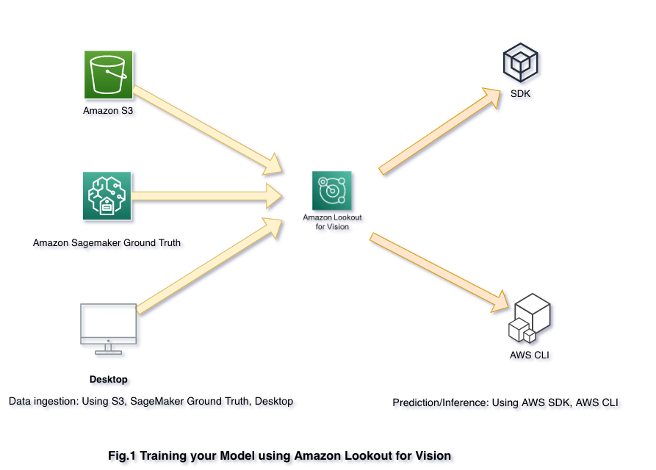 Amazon S3
SDK
Amazon Lookout
for Vision
Amazon Sagemaker Ground Truth
AWS CLI
Desktop
Data ingestion: Using S3, SageMaker Ground Truth, Desktop
Prediction/Inference: Using AWS SDK, AWS CLI
Fig.1 Training your Model using Amazon Lookout for Vision